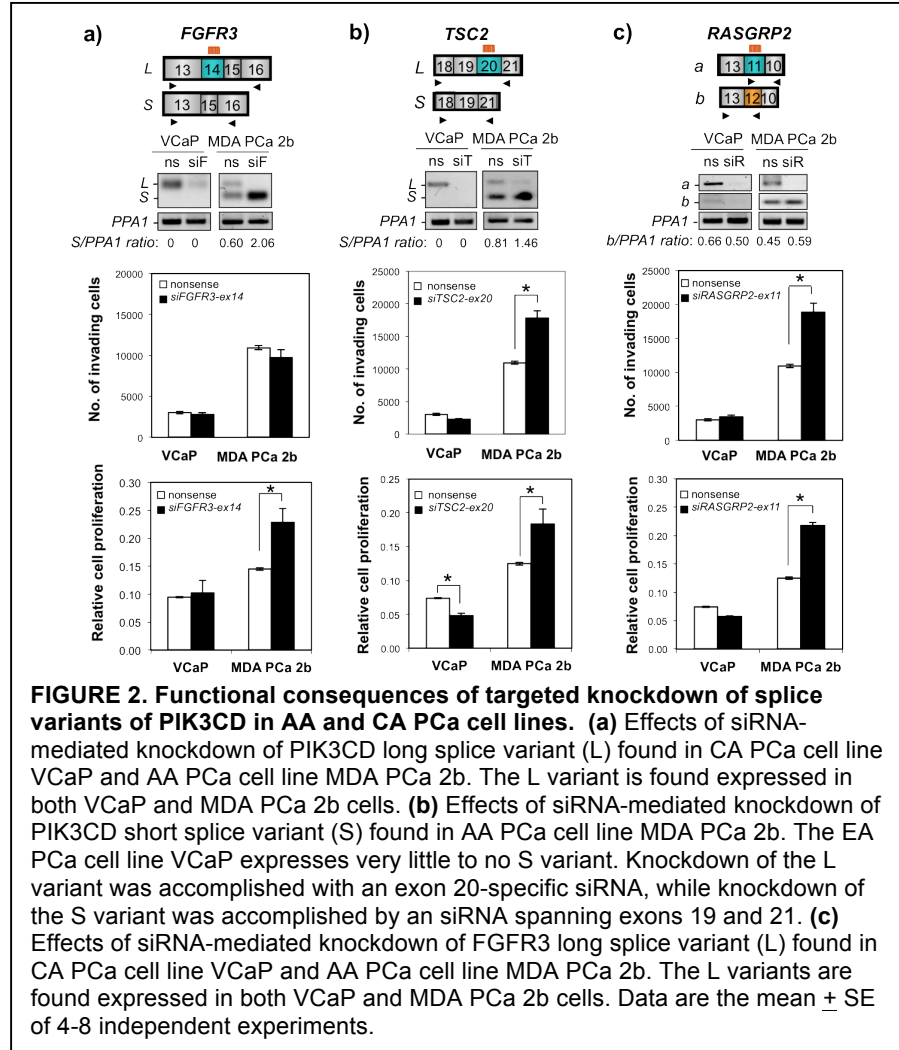 a) FGFR3
b) TSC2
c) RASGRP2
L 13 14 15 16
S 13 15 16
VCaP MDA PCa 2b
ns siF ns siF
L
S
PPA1
S/PPA1 ratio: 0 0 0.60 2.06
L 18 19 20 21
S 18 19 21
VCaP MDA PCa 2b
ns siT ns siT
L
S
PPA1
S/PPA1 ratio: 0 0 0.81 1.46
a 13 11 10
b 13 12 10
VCaP MDA PCa 2b
ns siR ns siR
a
b
PPA1
b/PPA1 ratio: 0.66 0.50 0.45 0.59
No. of invading cells
20000
15000
10000
5000
0
nonsense
siFGFR3-ex14
VCaP MDA PCa 2b
No. of invading cells
25000
20000
15000
10000
5000
0
nonsense
siTSC2-ex20
*
VCaP MDA PCa 2b
No. of invading cells
25000
20000
15000
10000
5000
0
nonsense
siRASGRP2-ex11
*
VCaP MDA PCa 2b
Relative cell proliferation
0.30
0.25
0.20
0.15
0.10
0.05
0.00
nonsense
siFGFR3-ex14
*
VCaP MDA PCa 2b
Relative cell proliferation
0.25
0.20
0.15
0.10
0.05
0.00
nonsense
siTSC2-ex20
*
*
VCaP MDA PCa 2b
Relative cell proliferation
0.25
0.20
0.15
0.10
0.05
0.00
nonsense
siRASGRP2-ex11
*
VCaP MDA PCa 2b
FIGURE 2. Functional consequences of targeted knockdown of splice
variants of PIK3CD in AA and CA PCa cell lines. (a) Effects of siRNA-
mediated knockdown of PIK3CD long splice variant (L) found in CA PCa cell line
VCaP and AA PCa cell line MDA PCa 2b. The L variant is found expressed in
both VCaP and MDA PCa 2b cells. (b) Effects of siRNA-mediated knockdown of
PIK3CD short splice variant (S) found in AA PCa cell line MDA PCa 2b. The EA
PCa cell line VCaP expresses very little to no S variant. Knockdown of the L
variant was accomplished with an exon 20-specific siRNA, while knockdown of
the S variant was accomplished by an siRNA spanning exons 19 and 21. (c)
Effects of siRNA-mediated knockdown of FGFR3 long splice variant (L) found in
CA PCa cell line VCaP and AA PCa cell line MDA PCa 2b. The L variants are
found expressed in both VCaP and MDA PCa 2b cells. Data are the mean + SE
of 4-8 independent experiments.